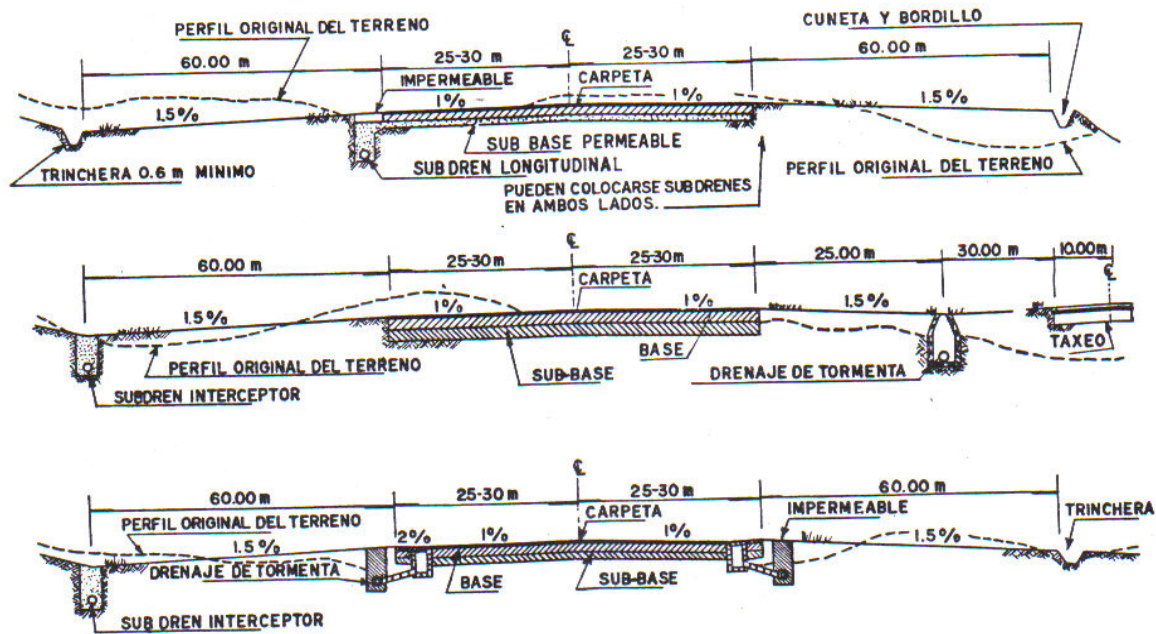 PERFIL ORIGINAL DEL TERRENO
CUNETA Y BORDILLO
℄
60.00 m
25-30 m
25-30 m
60.00 m
IMPERMEABLE
CARPETA
1.5%
1%
1%
1.5%
SUB BASE PERMEABLE
TRINCHERA 0.6 m MINIMO
SUB DREN LONGITUDINAL
PERFIL ORIGINAL DEL TERRENO
PUEDEN COLOCARSE SUBDRENES
EN AMBOS LADOS.
℄
60.00 m
25-30 m
25-30 m
25.00 m
30.00 m
10.00 m
℄
CARPETA
1.5%
1%
1%
1.5%
BASE
TAXEO
PERFIL ORIGINAL DEL TERRENO
SUB-BASE
DRENAJE DE TORMENTA
SUBDREN INTERCEPTOR
℄
60.00 m
25-30 m
25-30 m
60.00 m
CARPETA
IMPERMEABLE
TRINCHERA
PERFIL ORIGINAL DEL TERRENO
1.5%
2%
1%
1%
1.5%
DRENAJE DE TORMENTA
BASE
SUB-BASE
SUB DREN INTERCEPTOR